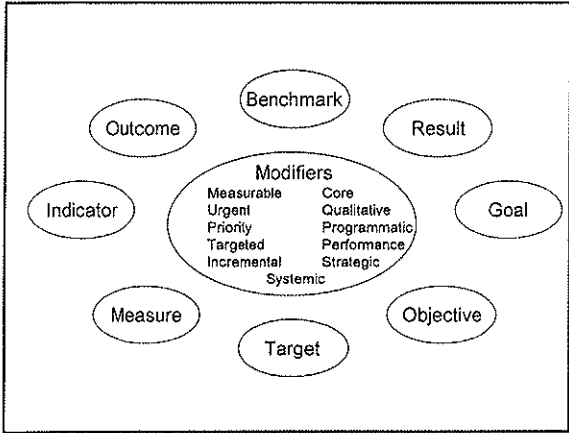 Benchmark
Outcome
Result
Modifiers
Measurable Core
Urgent Qualitative
Priority Programmatic
Targeted Performance
Incremental Strategic
Systemic
Indicator
Goal
Measure
Objective
Target